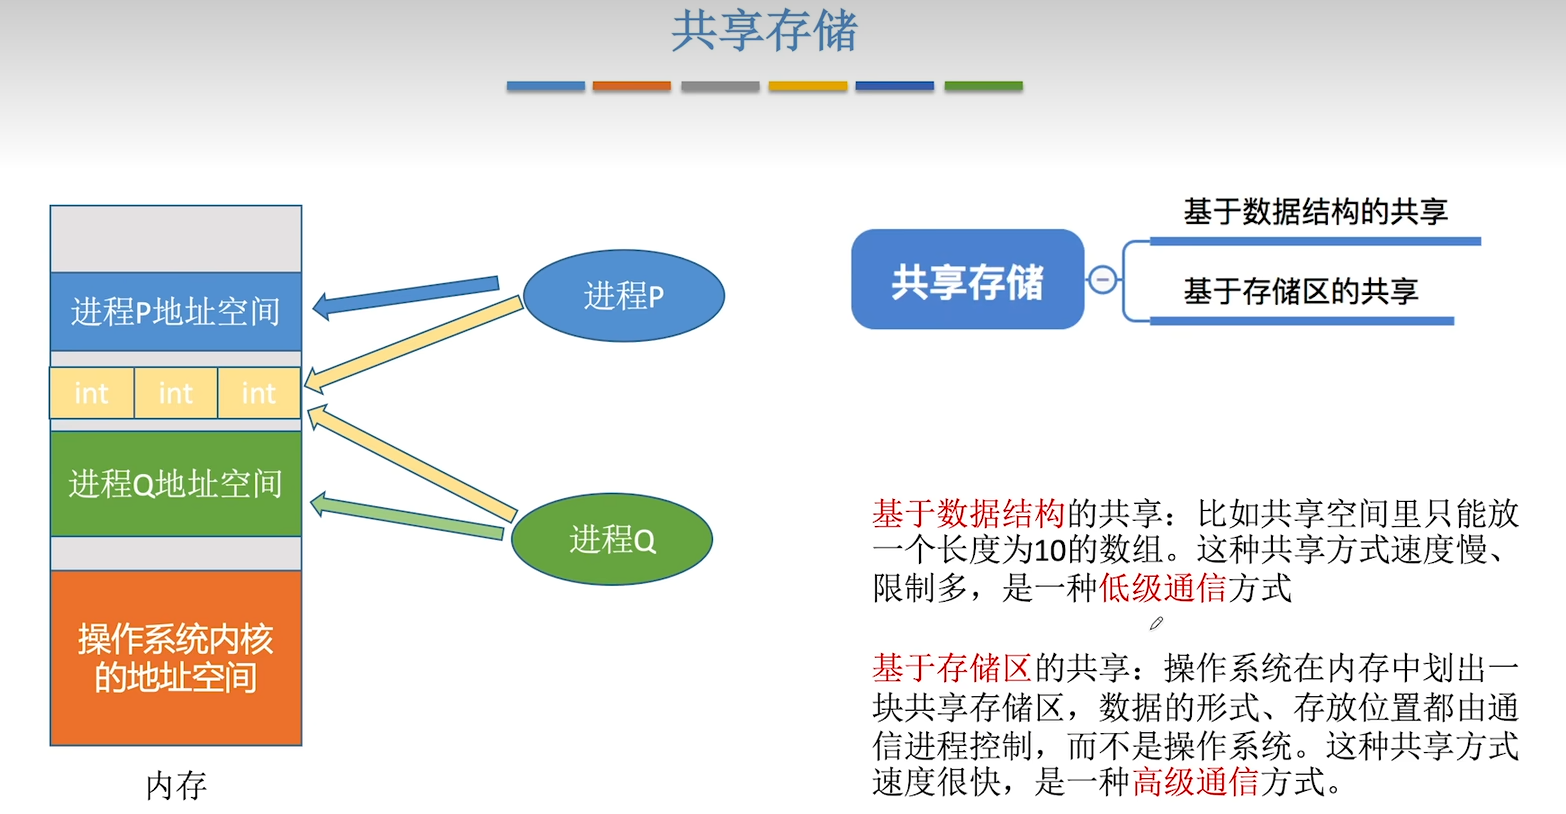 共享存储
进程P地址空间
int int int
进程Q地址空间
操作系统内核
的地址空间
内存
进程P
进程Q
共享存储
基于数据结构的共享
基于存储区的共享
基于数据结构的共享：比如共享空间里只能放
一个长度为10的数组。这种共享方式速度慢、
限制多，是一种低级通信方式
基于存储区的共享：操作系统在内存中划出一
块共享存储区，数据的形式、存放位置都由通
信进程控制，而不是操作系统。这种共享方式
速度很快，是一种高级通信方式。